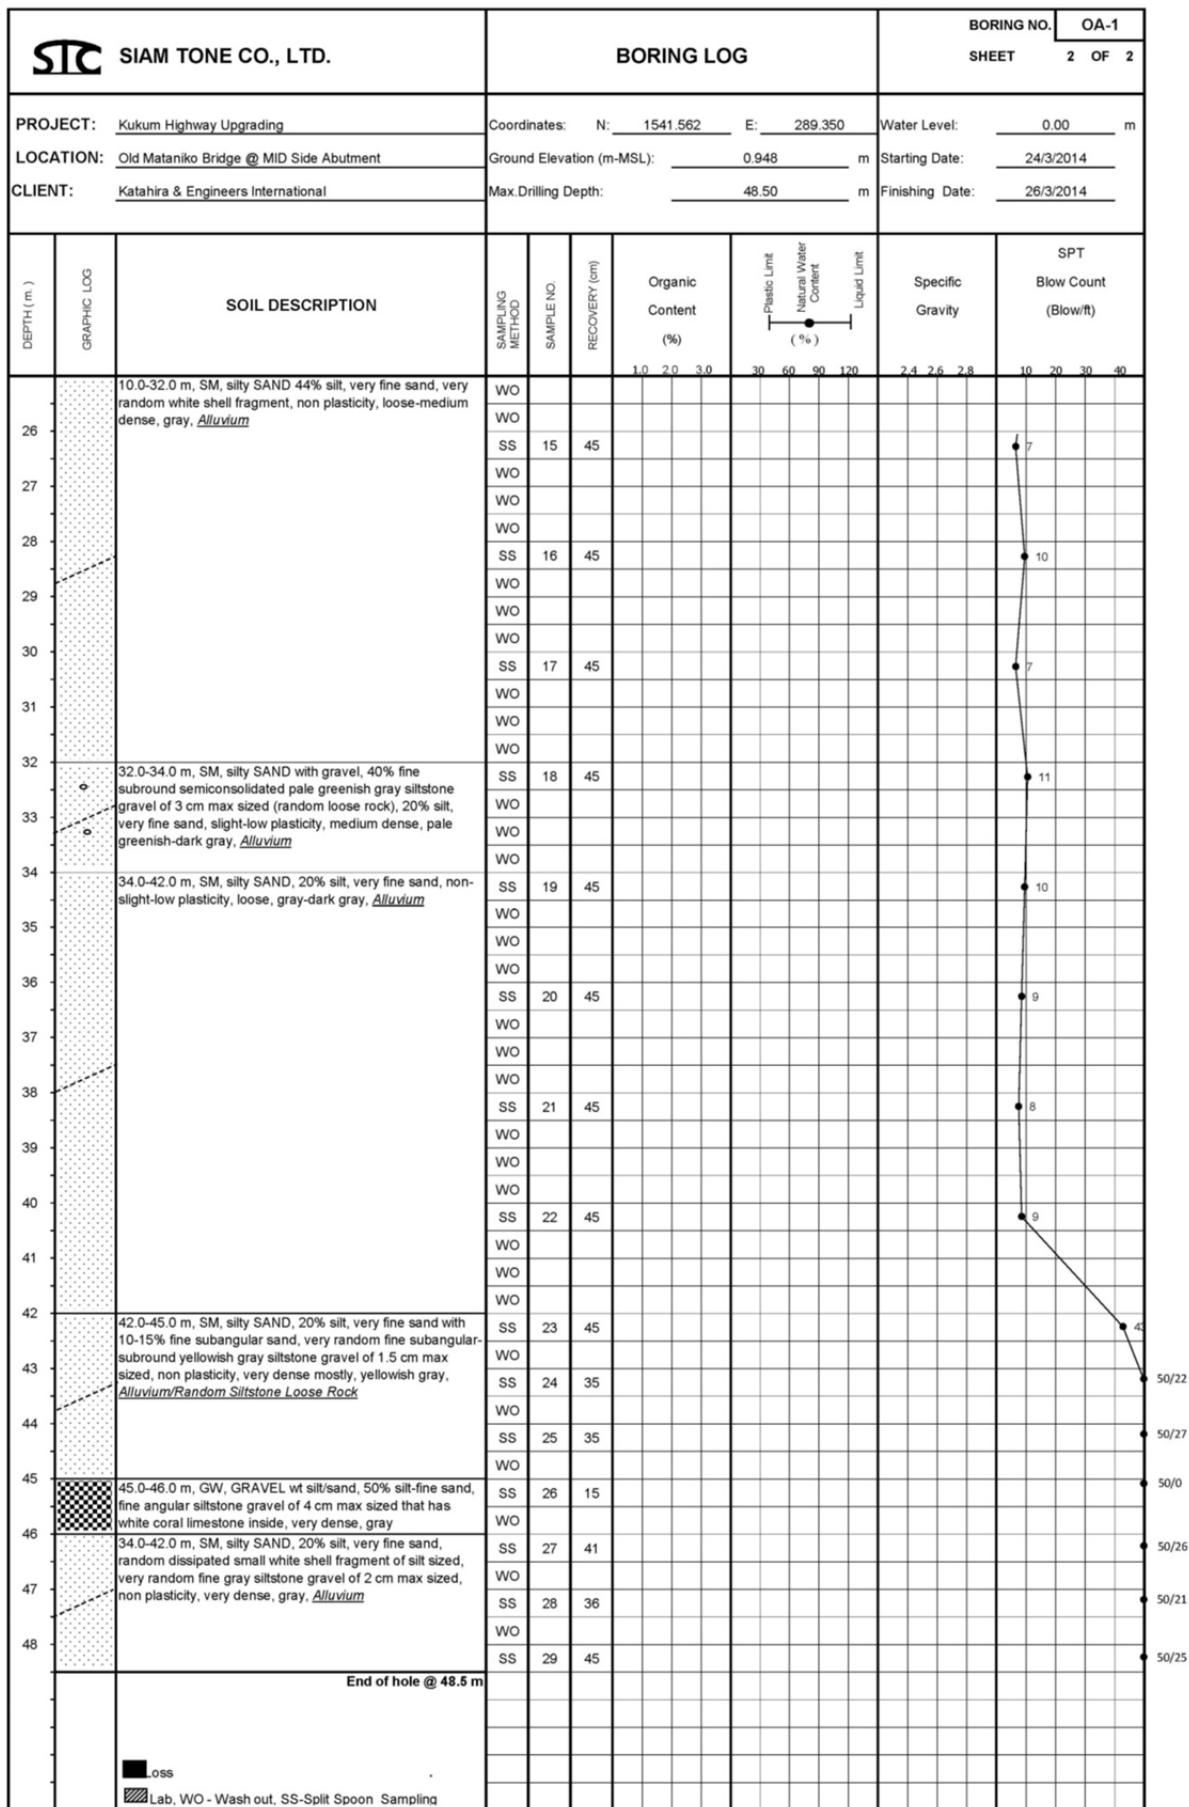 STC SIAM TONE CO., LTD.
BORING LOG
BORING NO. OA-1
SHEET 2 OF 2
PROJECT: Kukum Highway Upgrading
LOCATION: Old Mataniko Bridge @ MID Side Abutment
CLIENT: Katahira & Engineers International
Coordinates: N: 1541.562 E: 289.350
Ground Elevation (m-MSL): 0.948 m
Max.Drilling Depth: 48.50 m
Water Level: 0.00 m
Starting Date: 24/3/2014
Finishing Date: 26/3/2014
DEPTH ( m. )
GRAPHIC LOG
SOIL DESCRIPTION
SAMPLING
METHOD
SAMPLE NO.
RECOVERY (cm)
Organic
Content
(%)
1.0 2.0 3.0
Plastic Limit
Natural Water
Content
Liquid Limit
( % )
30 60 90 120
Specific
Gravity
2.4 2.6 2.8
SPT
Blow Count
(Blow/ft)
10 20 30 40
10.0-32.0 m, SM, silty SAND 44% silt, very fine sand, very
random white shell fragment, non plasticity, loose-medium
dense, gray, Alluvium
WO
WO
26
SS 15 45 7
WO
27
WO
WO
28
SS 16 45 10
WO
29
WO
WO
30
SS 17 45 7
WO
31
WO
WO
32
32.0-34.0 m, SM, silty SAND with gravel, 40% fine
subround semiconsolidated pale greenish gray siltstone
gravel of 3 cm max sized (random loose rock), 20% silt,
very fine sand, slight-low plasticity, medium dense, pale
greenish-dark gray, Alluvium
SS 18 45 11
WO
33
WO
WO
34
34.0-42.0 m, SM, silty SAND, 20% silt, very fine sand, non-
slight-low plasticity, loose, gray-dark gray, Alluvium
SS 19 45 10
WO
35
WO
WO
36
SS 20 45 9
WO
37
WO
WO
38
SS 21 45 8
WO
39
WO
WO
40
SS 22 45 9
WO
41
WO
WO
42
42.0-45.0 m, SM, silty SAND, 20% silt, very fine sand with
10-15% fine subangular sand, very random fine subangular-
subround yellowish gray siltstone gravel of 1.5 cm max
sized, non plasticity, very dense mostly, yellowish gray,
Alluvium/Random Siltstone Loose Rock
SS 23 45
WO
43
SS 24 35 50/22
WO
44
SS 25 35 50/27
WO
45
45.0-46.0 m, GW, GRAVEL wt silt/sand, 50% silt-fine sand,
fine angular siltstone gravel of 4 cm max sized that has
white coral limestone inside, very dense, gray
SS 26 15 50/0
WO
46
34.0-42.0 m, SM, silty SAND, 20% silt, very fine sand,
random dissipated small white shell fragment of silt sized,
very random fine gray siltstone gravel of 2 cm max sized,
non plasticity, very dense, gray, Alluvium
SS 27 41 50/26
WO
47
SS 28 36 50/21
WO
48
SS 29 45 50/25
End of hole @ 48.5 m
Loss
Lab, WO - Wash out, SS-Split Spoon Sampling